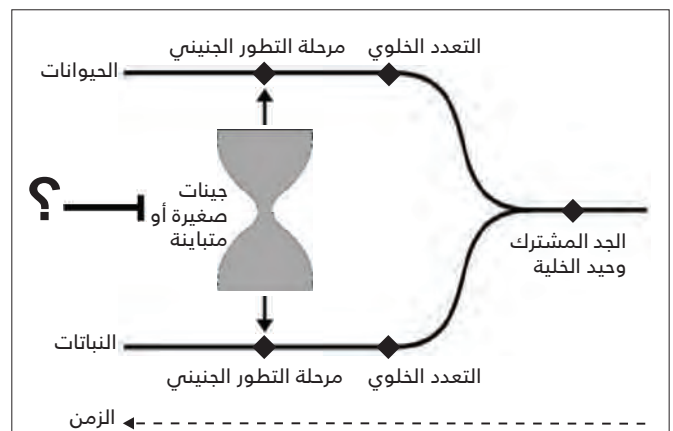 التعدد الخلوي
مرحلة التطور الجنيني
الحيوانات
جينات
صغيرة أو
متباينة
؟
الجد المشترك
وحيد الخلية
النباتات
التعدد الخلوي
مرحلة التطور الجنيني
الزمن